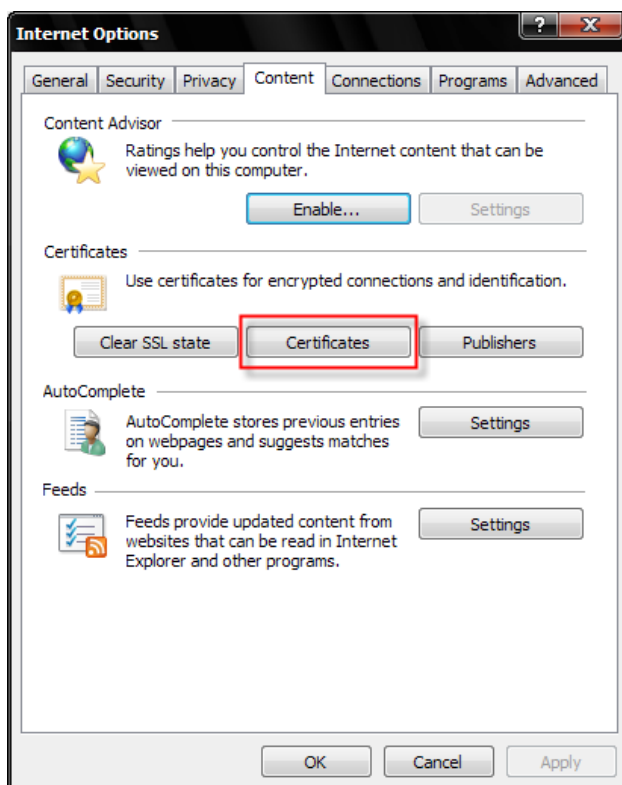 Internet Options
?
X
General Security Privacy Content Connections Programs Advanced
Content Advisor
Ratings help you control the Internet content that can be
viewed on this computer.
Enable... Settings
Certificates
Use certificates for encrypted connections and identification.
Clear SSL state Certificates Publishers
AutoComplete
AutoComplete stores previous entries
on webpages and suggests matches
for you.
Settings
Feeds
Feeds provide updated content from
websites that can be read in Internet
Explorer and other programs.
Settings
OK Cancel Apply